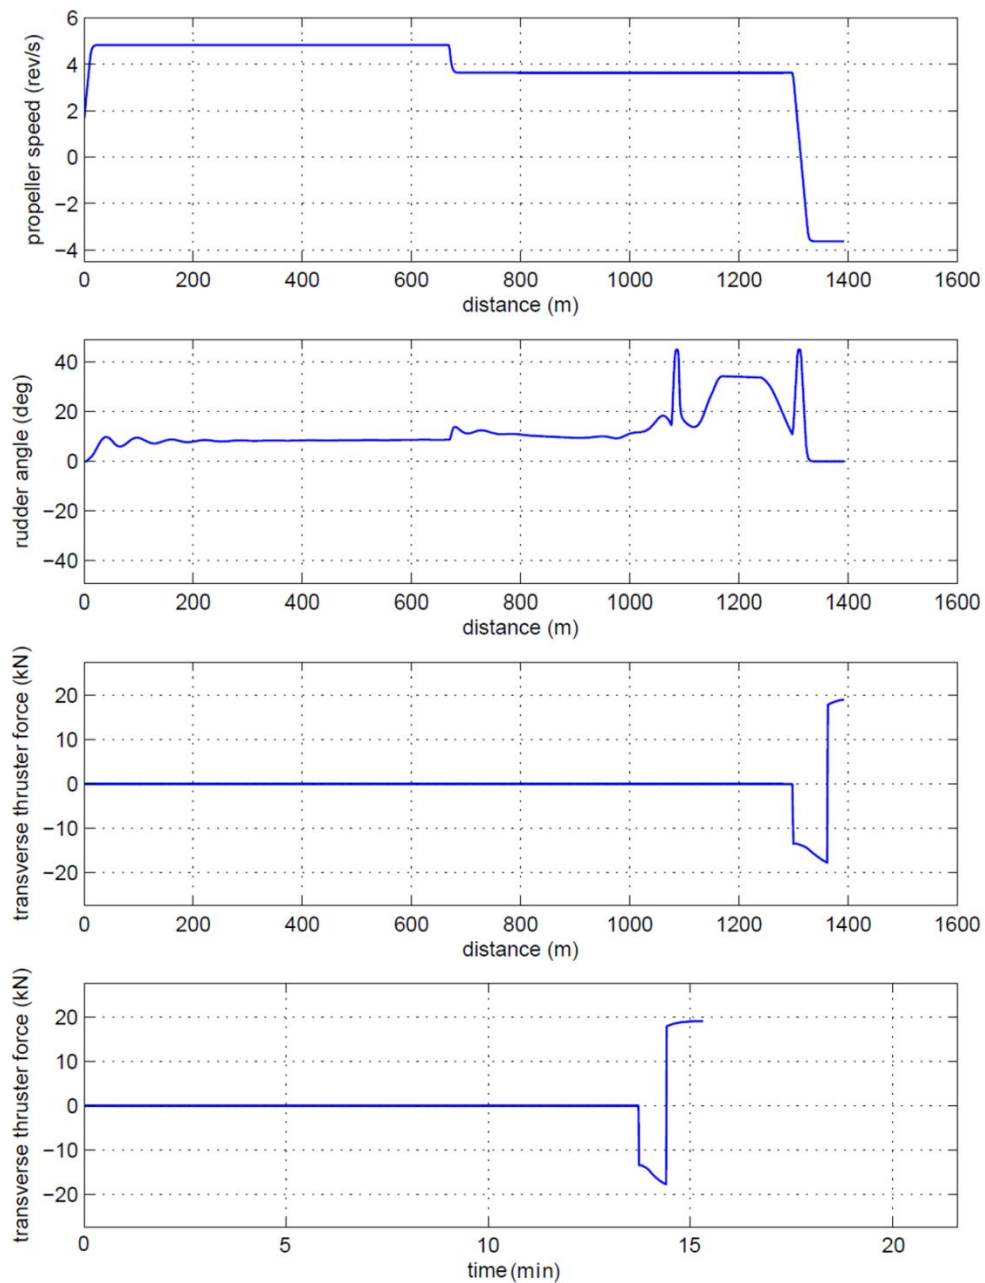 6
4
2
0
−2
−4
propeller speed (rev/s)
0 200 400 600 800 1000 1200 1400 1600
distance (m)
40
20
0
−20
−40
rudder angle (deg)
0 200 400 600 800 1000 1200 1400 1600
distance (m)
20
10
0
−10
−20
transverse thruster force (kN)
0 200 400 600 800 1000 1200 1400 1600
distance (m)
20
10
0
−10
−20
transverse thruster force (kN)
0 5 10 15 20
time (min)